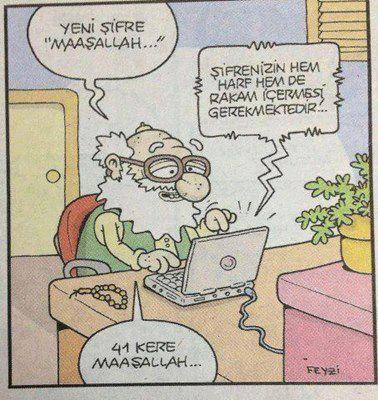 YENİ ŞİFRE
"MAAŞALLAH..."
ŞİFRENİZİN HEM
HARF HEM DE
RAKAM İÇERMESİ
GEREKMEKTEDİR...
41 KERE
MAAŞALLAH...
FEYZİ